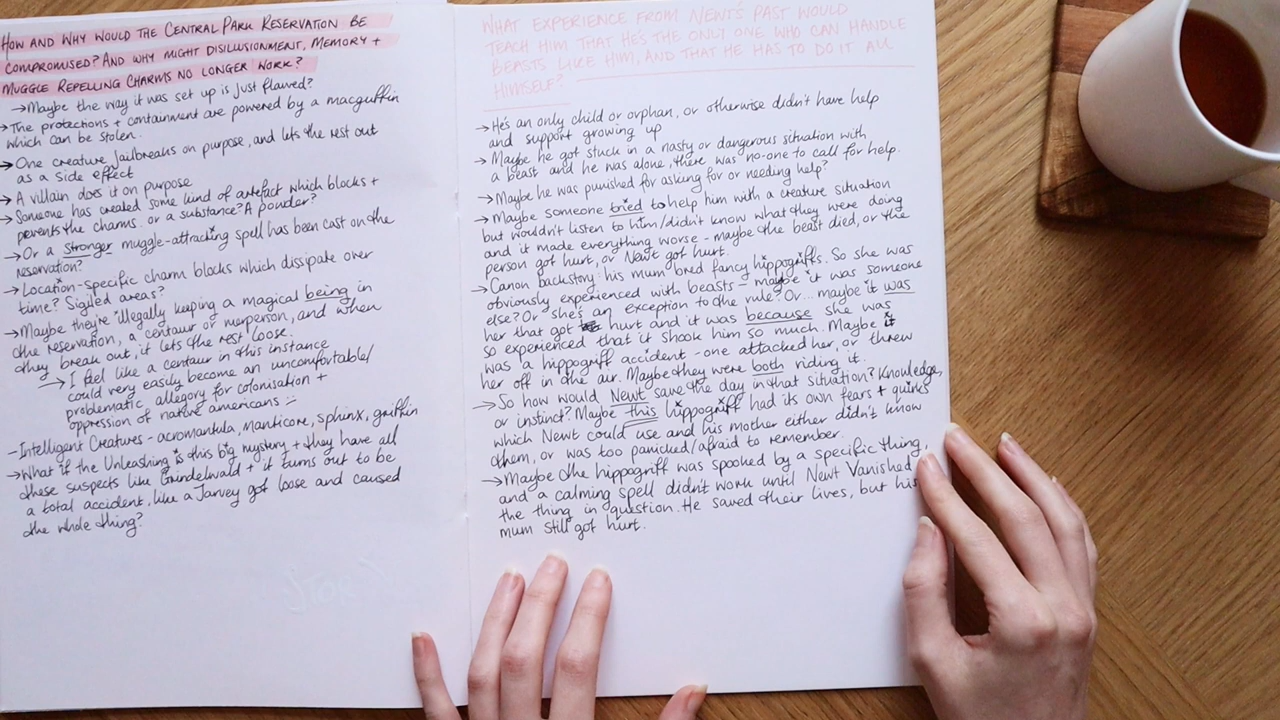 HOW AND WHY WOULD THE CENTRAL PARK RESERVATION BE
COMPROMISED? AND WHY MIGHT DISILLUSIONMENT, MEMORY +
MUGGLE REPELLING CHARMS NO LONGER WORK?
→ Maybe the way it was set up is just flawed?
→ The protections + containment are powered by a macguffin
which can be stolen.
→ One creature jailbreaks on purpose, and lets the rest out
as a side effect
→ A villain does it on purpose
→ Someone has created some kind of artefact which blocks +
prevents the charms. or a substance? A powder?
→ Or a stronger muggle-attracting spell has been cast on the
reservation?
→ Location-specific charm blocks which dissipate over
time? Sigiled areas?
→ Maybe they're illegally keeping a magical being in
the reservation, a centaur or merperson, and when
they break out, it lets the rest loose.
→ I feel like a centaur in this instance
could very easily become an uncomfortable/
problematic allegory for colonisation +
oppression of native americans :-
- Intelligent Creatures - acromantula, manticore, sphinx, griffin
→ What if the Unleashing is this big mystery + they have all
these suspects like Grindelwald + it turns out to be
a total accident, like a Jarvey got loose and caused
the whole thing?
WHAT EXPERIENCE FROM NEWT'S PAST WOULD
TEACH HIM THAT HE'S THE ONLY ONE WHO CAN HANDLE
BEASTS LIKE HIM, AND THAT HE HAS TO DO IT ALL
HIMSELF?
→ He's an only child or orphan, or otherwise didn't have help
and support growing up
→ Maybe he got stuck in a nasty or dangerous situation with
a beast and he was alone, there was no-one to call for help.
→ Maybe he was punished for asking for or needing help?
→ Maybe someone tried to help him with a creature situation
but wouldn't listen to him/didn't know what they were doing
and it made everything worse - maybe the beast died, or the
person got hurt, or Newt got hurt.
→ Canon backstory: his mum bred fancy hippogriffs. So she was
obviously experienced with beasts - maybe it was someone
else? Or she's an exception to the rule? Or... maybe it was
her that got hurt and it was because she was
so experienced that it shook him so much. Maybe it
was a hippogriff accident - one attacked her, or threw
her off in the air. Maybe they were both riding it.
→ So how would Newt save the day in that situation? Knowledge,
or instinct? Maybe this hippogriff had its own fears + quirks
which Newt could use and his mother either didn't know
them, or was too panicked/afraid to remember.
→ Maybe the hippogriff was spooked by a specific thing,
and a calming spell didn't work until Newt Vanished
the thing in question. He saved their lives, but his
mum still got hurt.